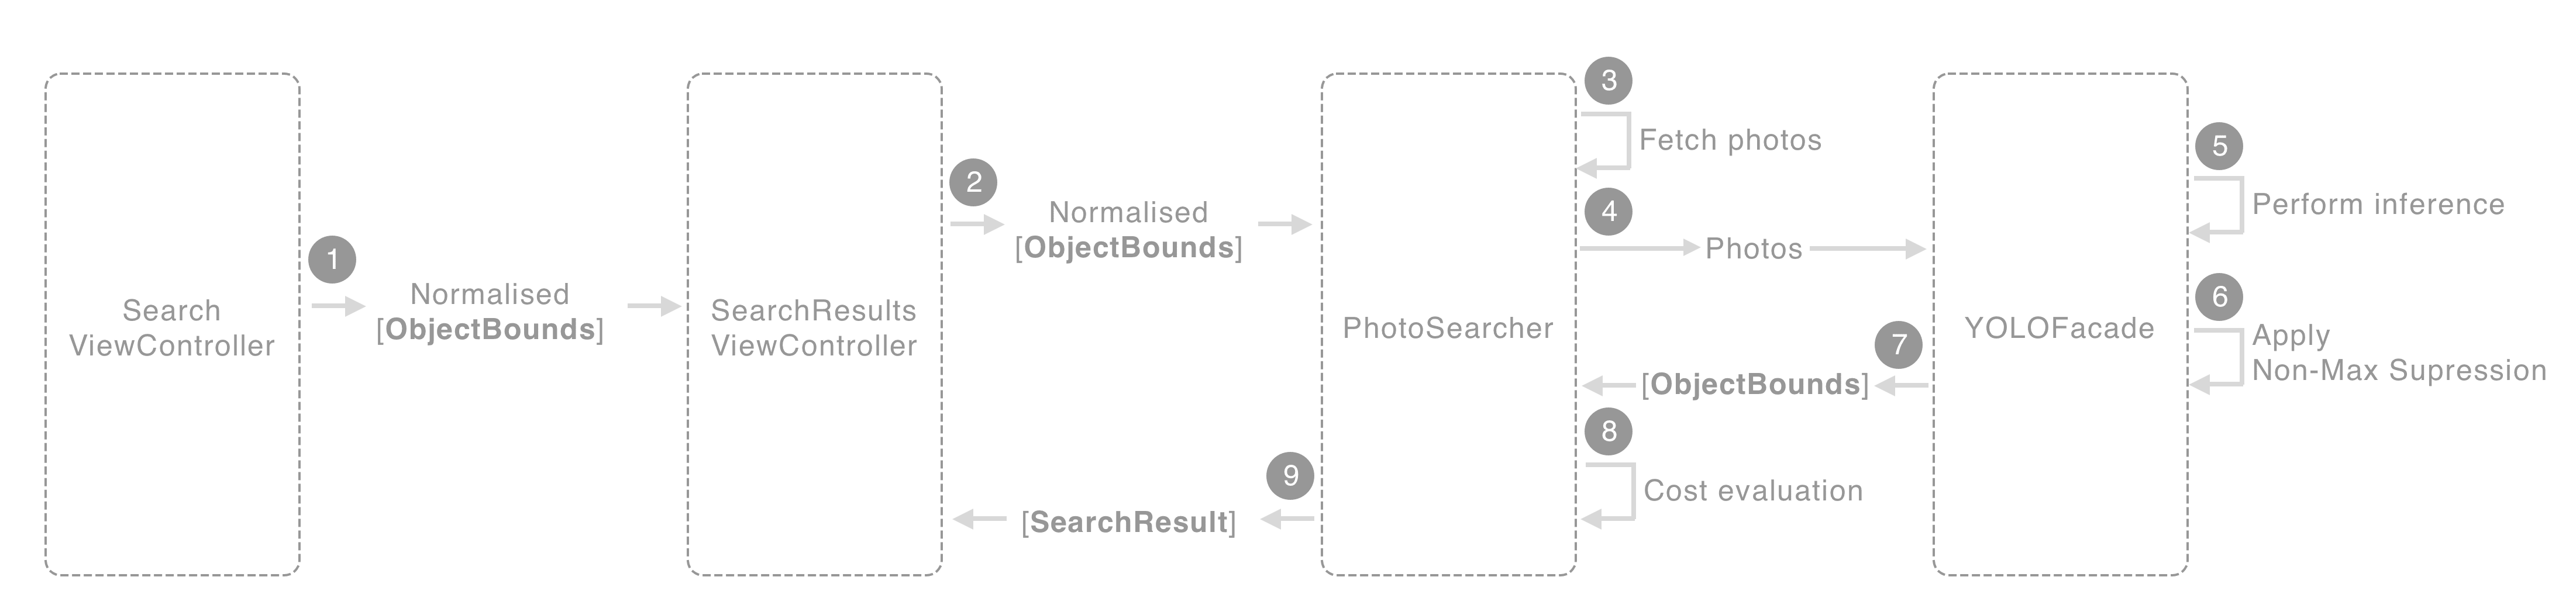 Search
ViewController
1
Normalised
[ObjectBounds]
SearchResults
ViewController
2
Normalised
[ObjectBounds]
PhotoSearcher
3
Fetch photos
4
Photos
YOLOFacade
5
Perform inference
6
Apply
Non-Max Supression
7
[ObjectBounds]
8
Cost evaluation
9
[SearchResult]